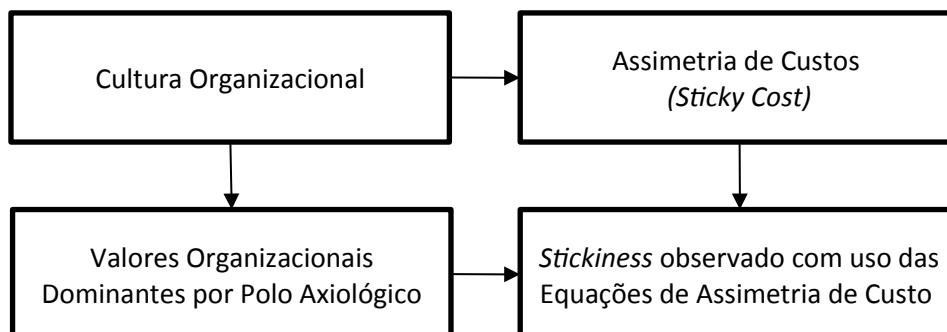 Cultura Organizacional
Assimetria de Custos
(Sticky Cost)
Valores Organizacionais
Dominantes por Polo Axiológico
Stickiness observado com uso das
Equações de Assimetria de Custo